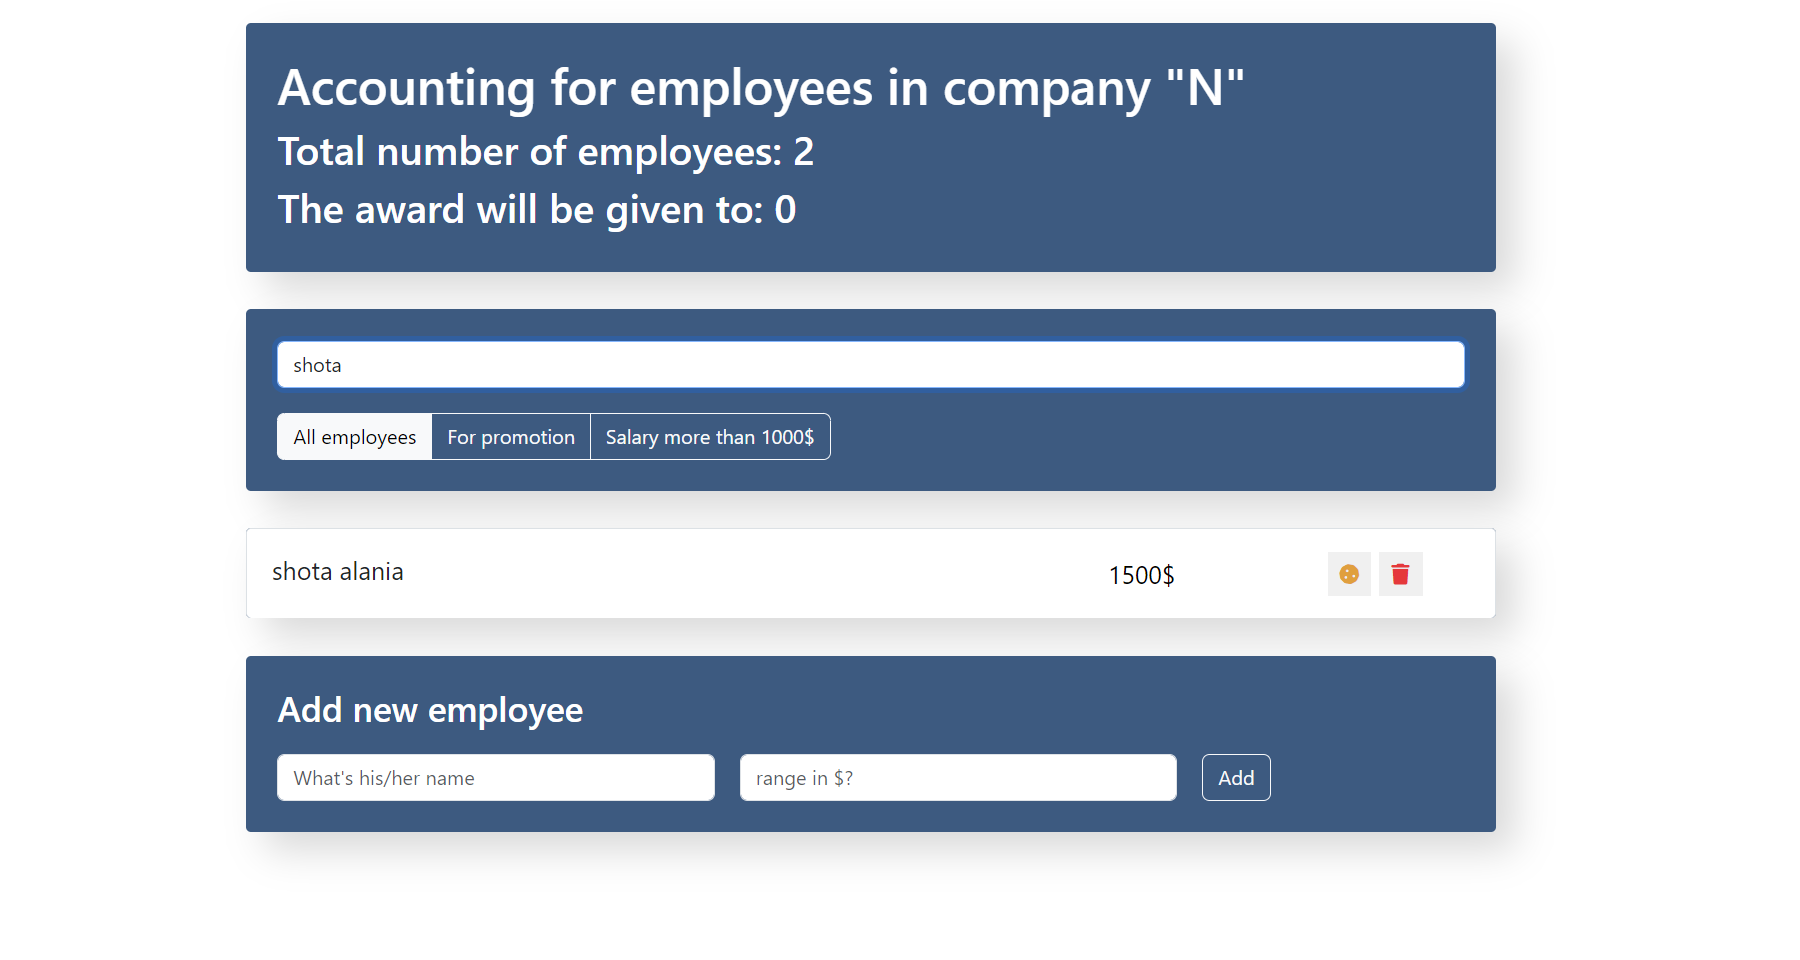 Accounting for employees in company "N"
Total number of employees: 2
The award will be given to: 0
shota
All employees For promotion Salary more than 1000$
shota alania 1500$
Add new employee
What's his/her name range in $? Add